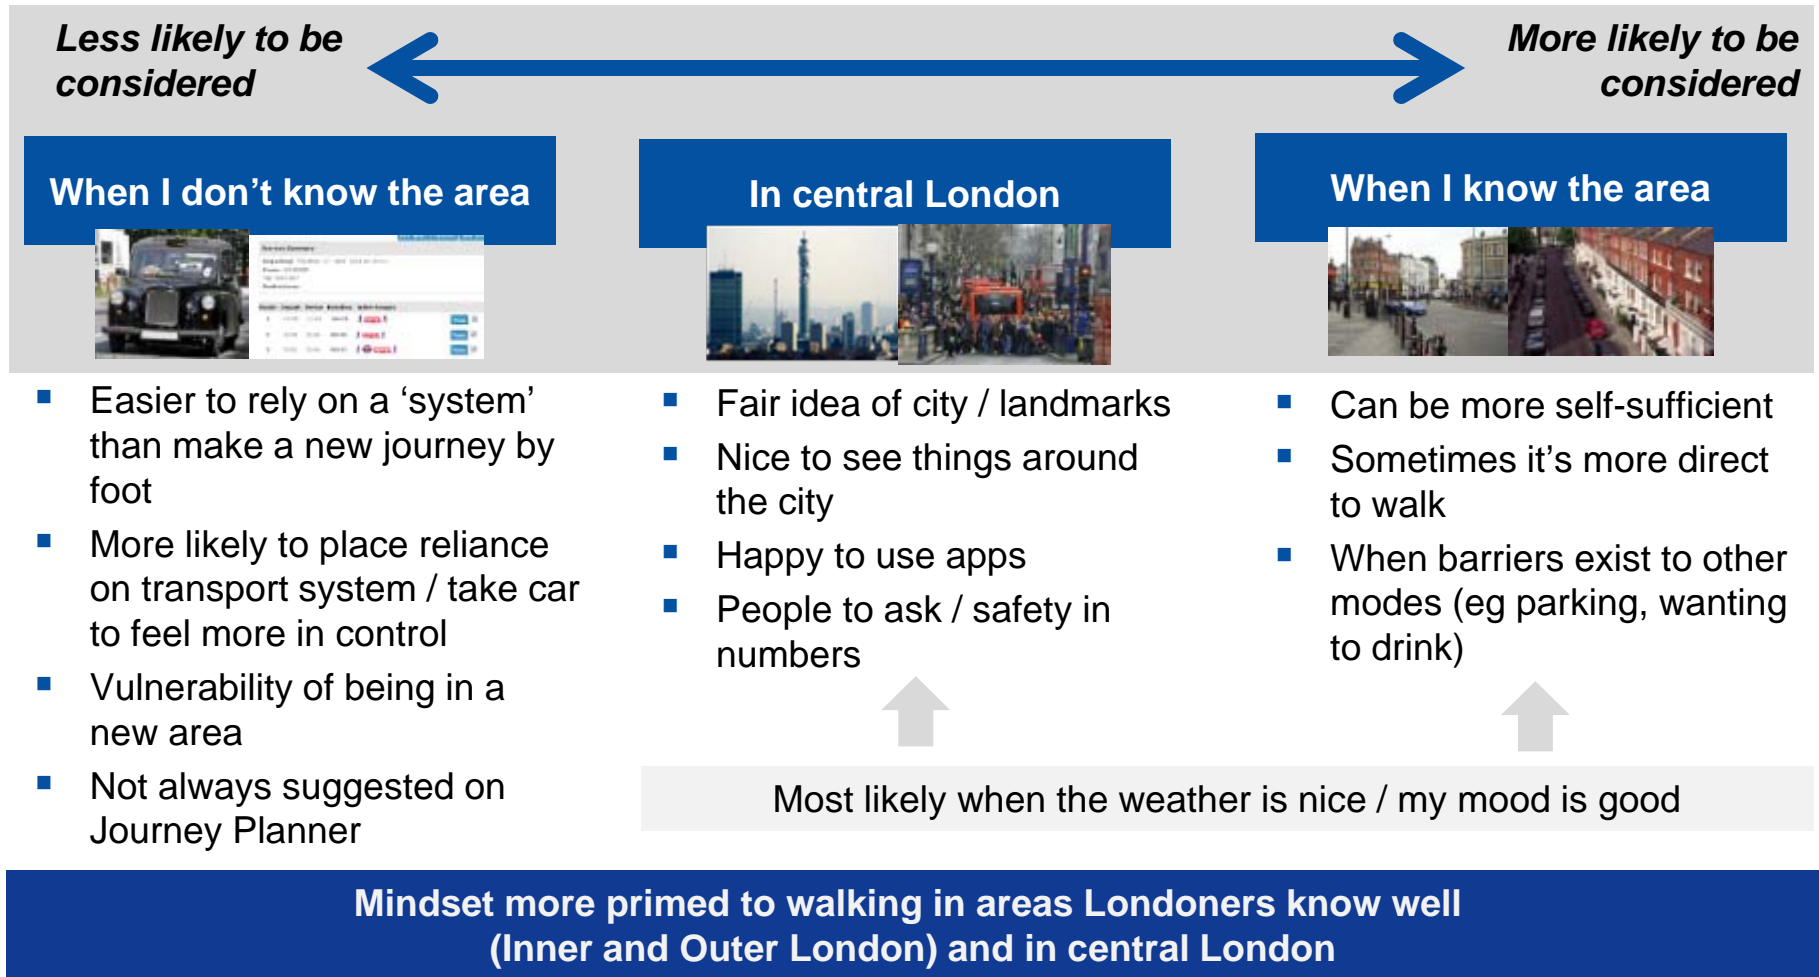 Less likely to be
considered
More likely to be
considered
When I don’t know the area
In central London
When I know the area
▪ Easier to rely on a ‘system’
than make a new journey by
foot
▪ More likely to place reliance
on transport system / take car
to feel more in control
▪ Vulnerability of being in a
new area
▪ Not always suggested on
Journey Planner
▪ Fair idea of city / landmarks
▪ Nice to see things around
the city
▪ Happy to use apps
▪ People to ask / safety in
numbers
▪ Can be more self-sufficient
▪ Sometimes it’s more direct
to walk
▪ When barriers exist to other
modes (eg parking, wanting
to drink)
Most likely when the weather is nice / my mood is good
Mindset more primed to walking in areas Londoners know well
(Inner and Outer London) and in central London